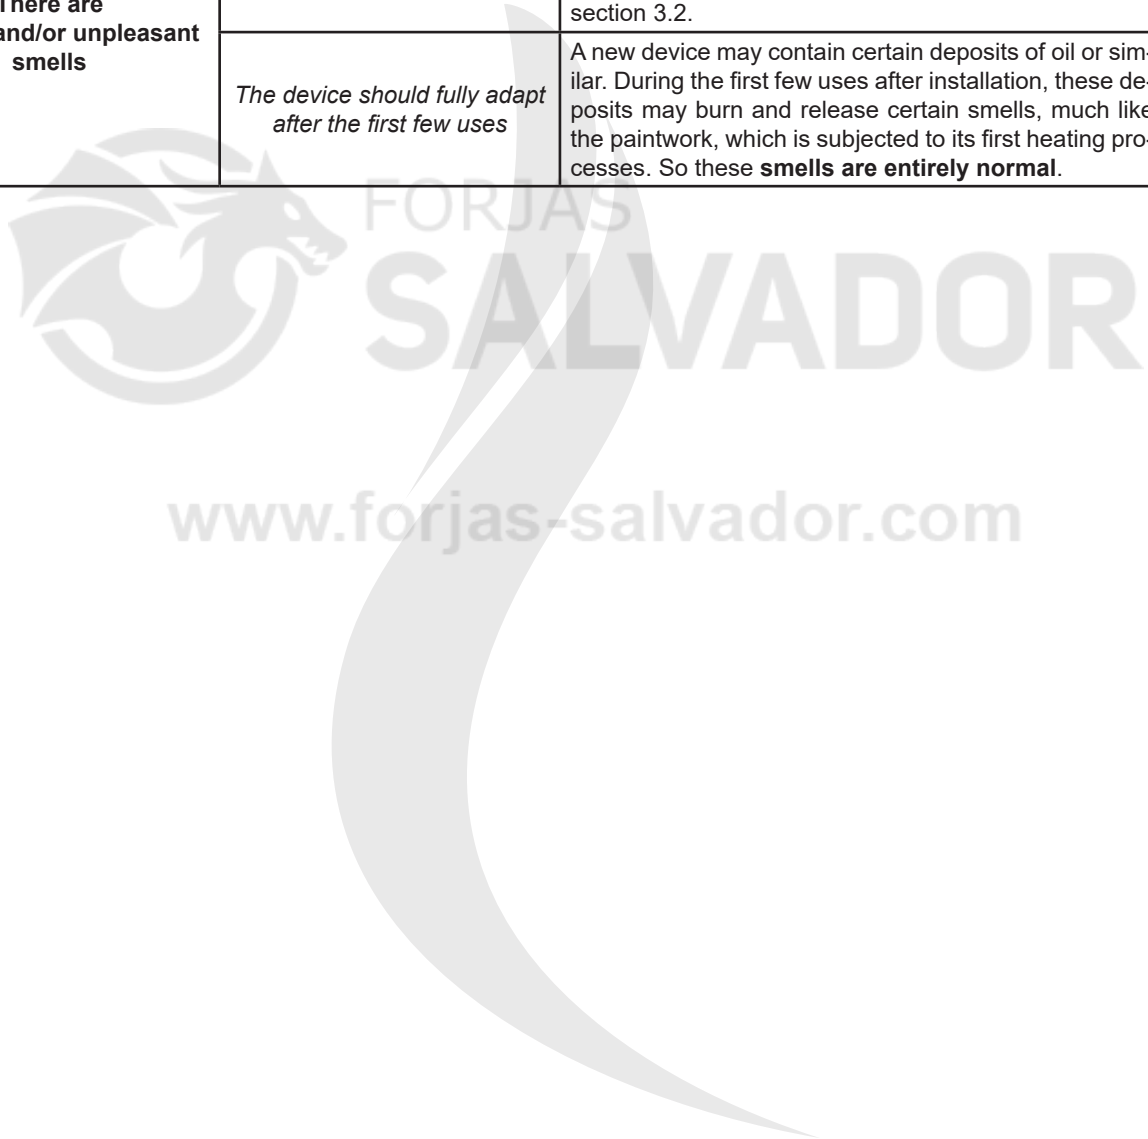 There are
and/or unpleasant
smells
section 3.2.
The device should fully adapt
after the first few uses
A new device may contain certain deposits of oil or sim-
ilar. During the first few uses after installation, these de-
posits may burn and release certain smells, much like
the paintwork, which is subjected to its first heating pro-
cesses. So these smells are entirely normal.
FORJAS
SALVADOR
www.forjas-salvador.com